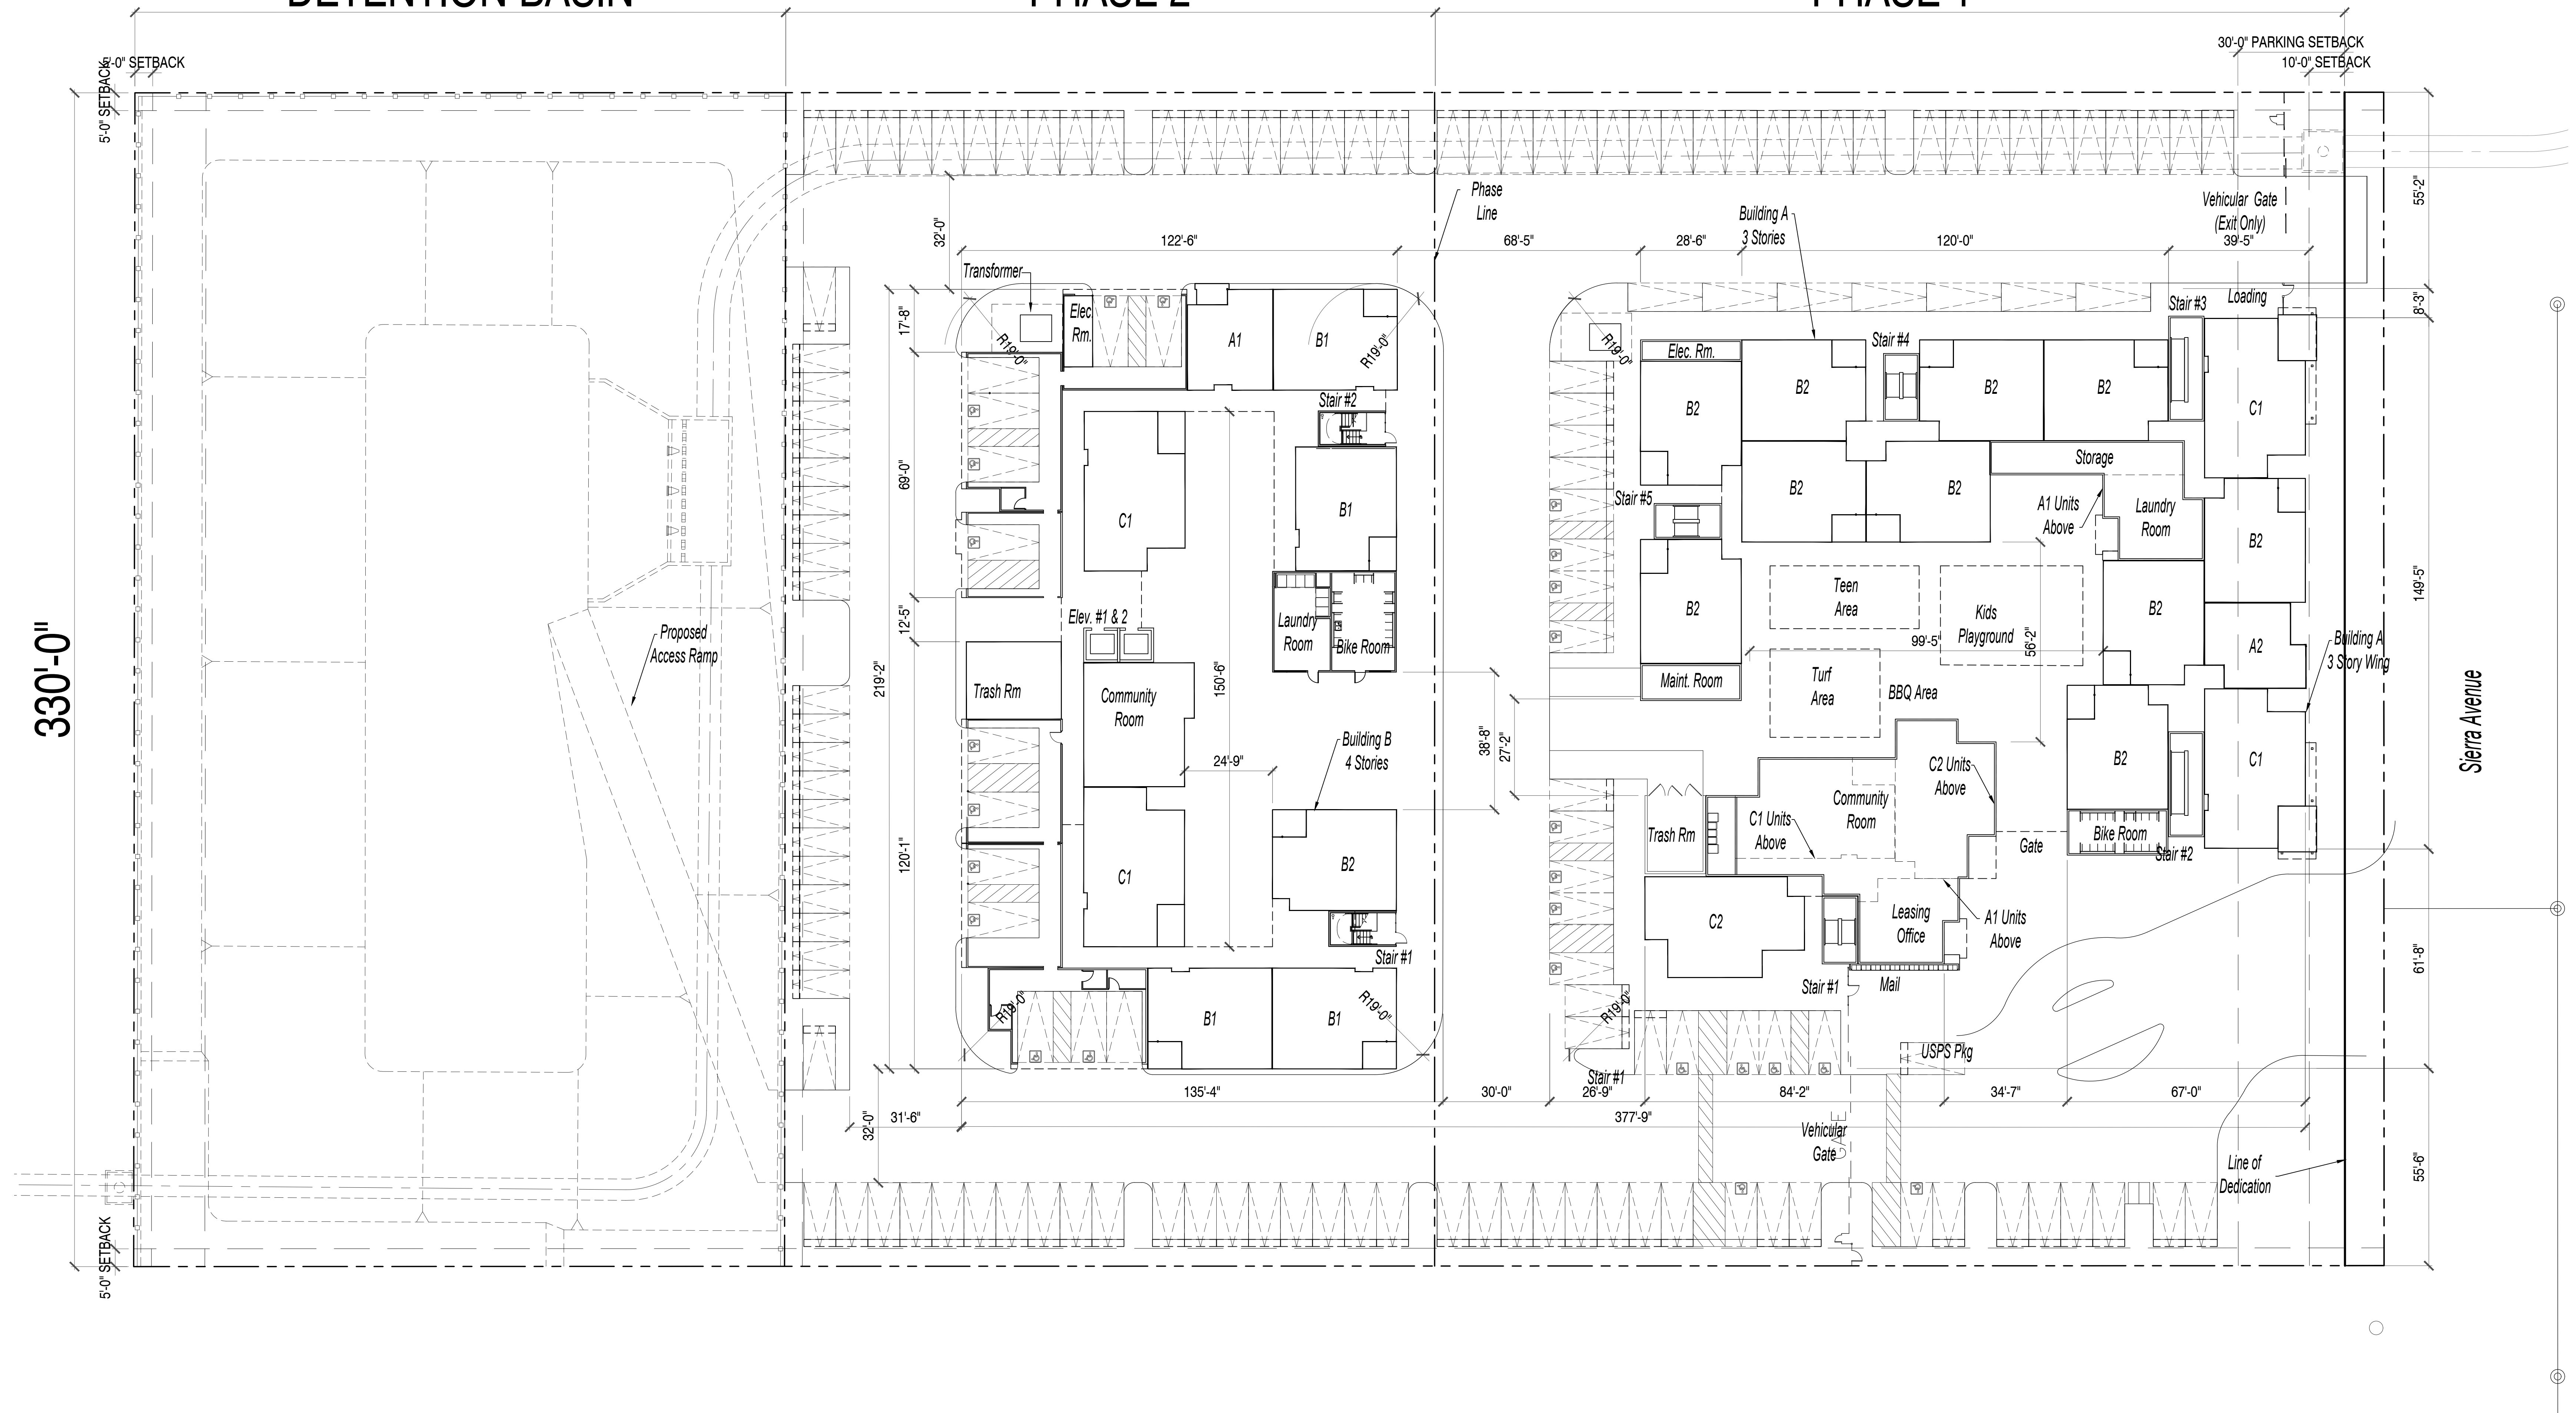 DETENTION BASIN
PHASE 2
PHASE 1
30'-0" PARKING SETBACK
10'-0" SETBACK
5'-0" SETBACK
5'-0" SETBACK
Phase
Line
Building A
3 Stories
Vehicular Gate
(Exit Only)
55'-2"
32'-0"
122'-6"
68'-5"
28'-6"
120'-0"
39'-5"
Transformer
Elec.
Rm.
17'-8"
R19'-0"
A1
B1
R19'-0"
R19'-0"
Elec. Rm.
Stair #4
Stair #3
Loading
8'-3"
Stair #2
B2
B2
B2
B2
C1
69'-0"
C1
B1
Stair #5
B2
B2
Storage
A1 Units
Above
Laundry
Room
B2
149'-5"
330'-0"
Proposed
Access Ramp
12'-5"
219'-2"
Elev. #1 & 2
Laundry
Room
Bike Room
B2
Teen
Area
Kids
Playground
99'-5"
56'-2"
B2
A2
Building A
3 Story Wing
Sierra Avenue
Trash Rm
Community
Room
150'-6"
Maint. Room
Turf
Area
BBQ Area
38'-8"
27'-2"
24'-9"
Building B
4 Stories
C2 Units
Above
B2
C1
120'-1"
C1
B2
Trash Rm
C1 Units
Above
Community
Room
Gate
Bike Room
Stair #2
C2
Leasing
Office
A1 Units
Above
Stair #1
61'-8"
R19'-0"
B1
B1
R19'-0"
R19'-0"
Stair #1
Mail
USPS Pkg
Stair #1
135'-4"
30'-0"
26'-9"
84'-2"
34'-7"
67'-0"
32'-0"
31'-6"
377'-9"
GATE
Vehicular
Gate
Line of
Dedication
55'-6"
5'-0" SETBACK